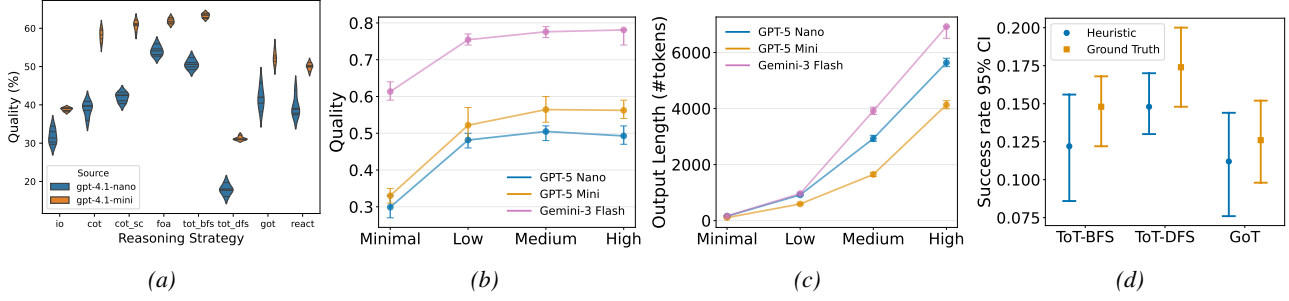 Quality (%)
60
50
40
30
20
Source
gpt-4.1-nano
gpt-4.1-mini
io cot cot_sc foa tot_bfs tot_dfs got react
Reasoning Strategy
(a)
Quality
0.8
0.7
0.6
0.5
0.4
0.3
GPT-5 Nano
GPT-5 Mini
Gemini-3 Flash
Minimal Low Medium High
(b)
Output Length (#tokens)
6000
4000
2000
0
GPT-5 Nano
GPT-5 Mini
Gemini-3 Flash
Minimal Low Medium High
(c)
Success rate 95% CI
0.200
0.175
0.150
0.125
0.100
0.075
Heuristic
Ground Truth
ToT-BFS ToT-DFS GoT
(d)